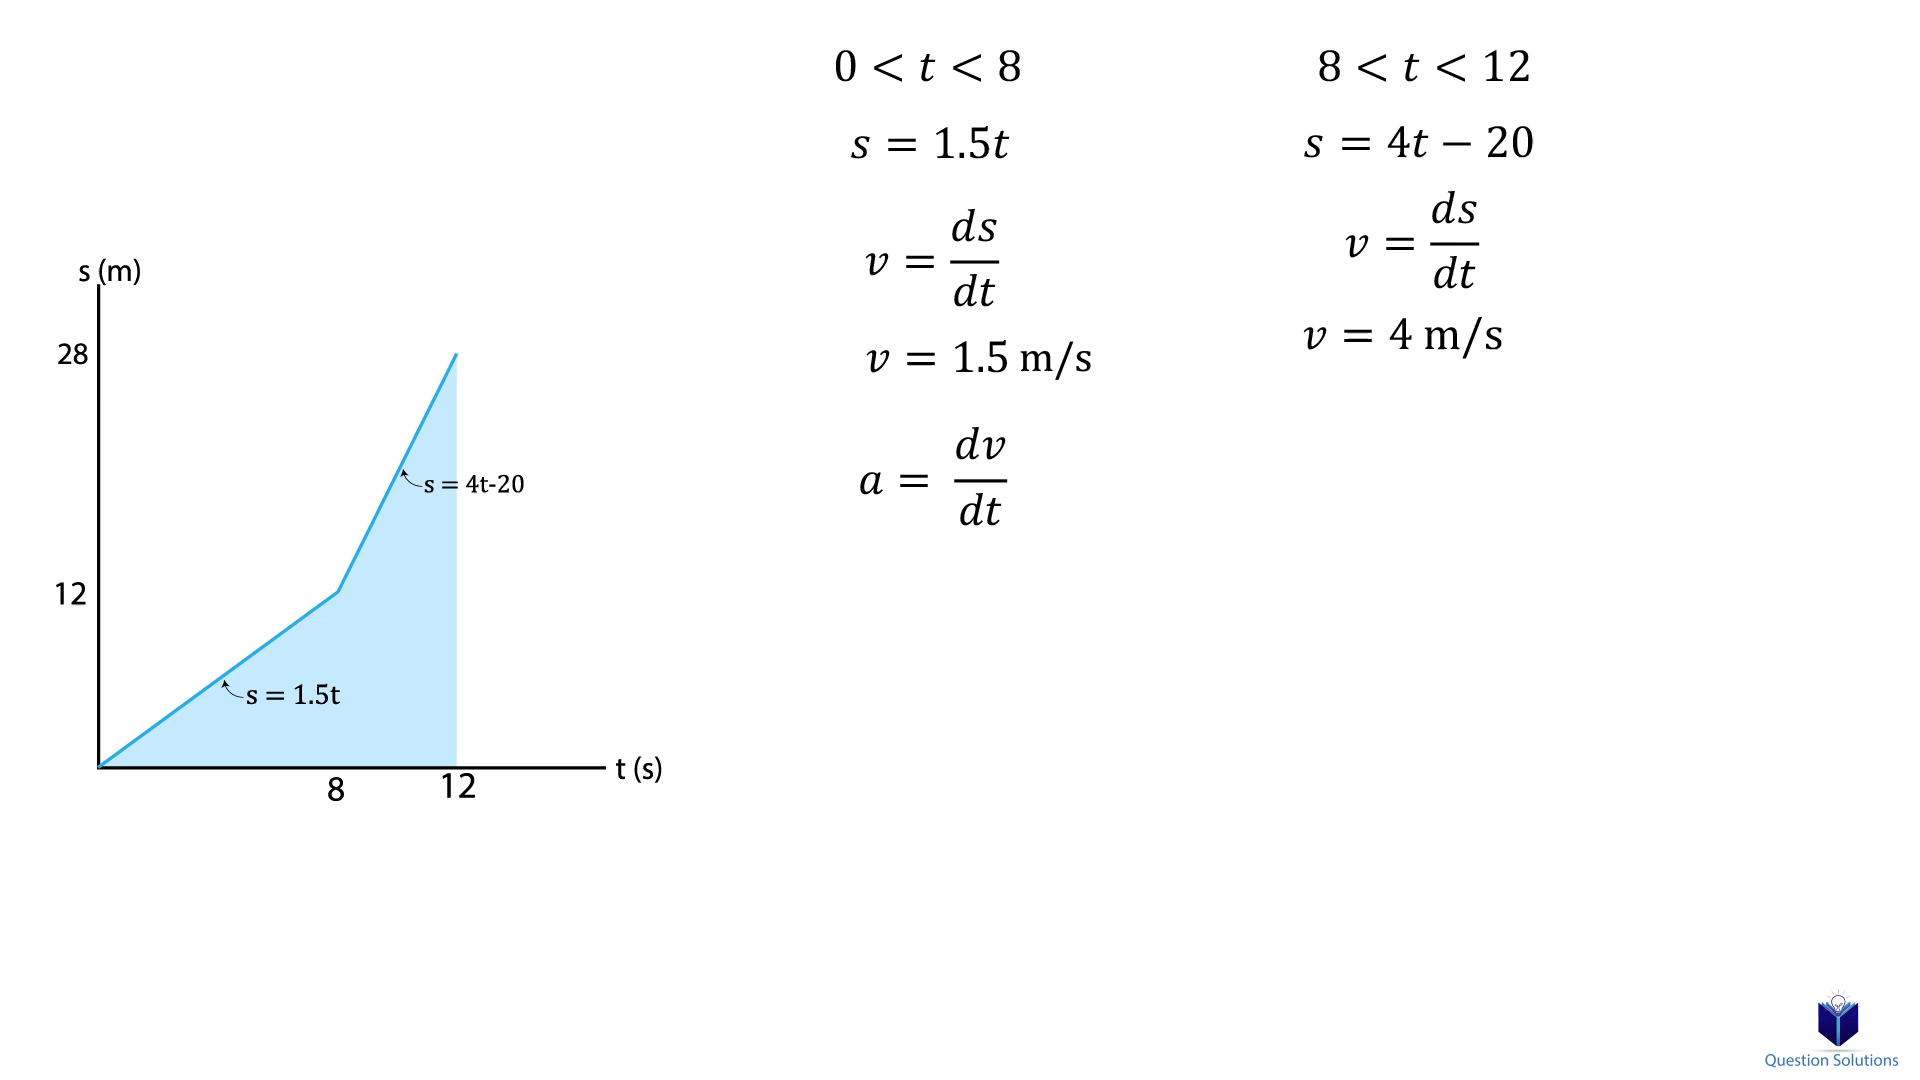 s (m)
28
12
s = 4t-20
s = 1.5t
8
12
t (s)
0 < t < 8
s = 1.5t
v = ds/dt
v = 1.5 m/s
a = dv/dt
8 < t < 12
s = 4t − 20
v = ds/dt
v = 4 m/s
Question Solutions